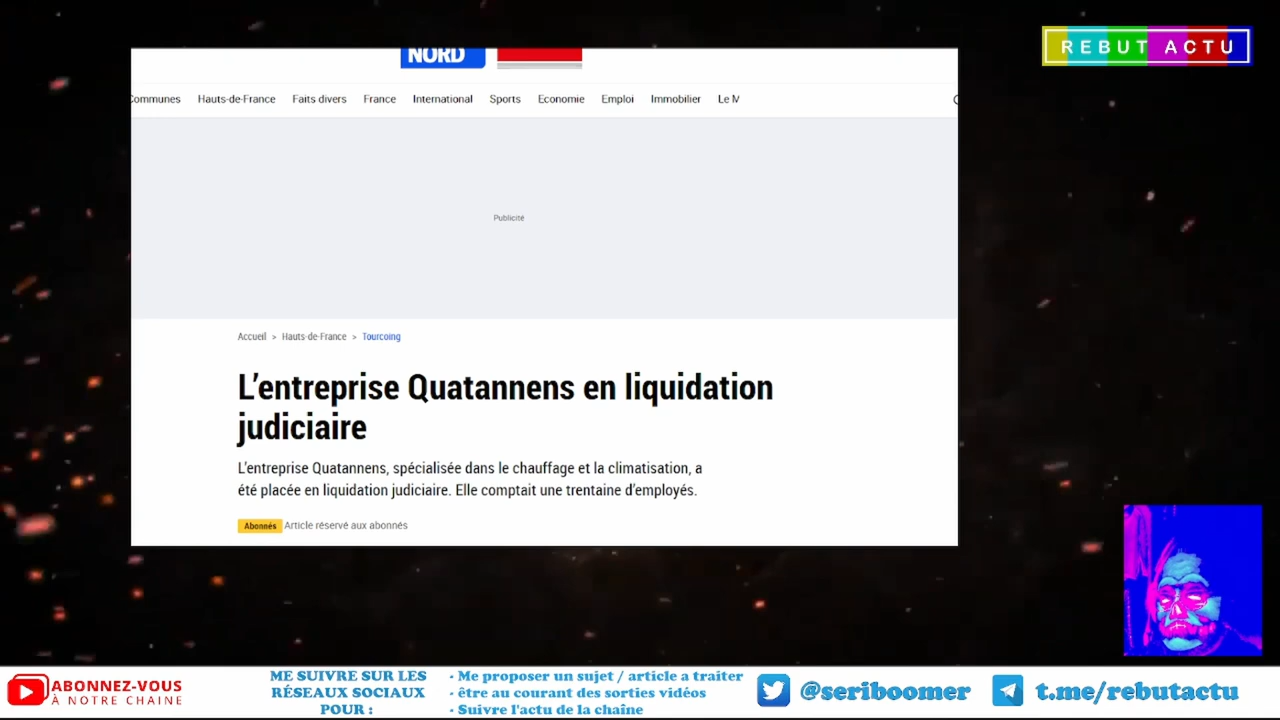 REBUT ACTU
NORD
Communes Hauts-de-France Faits divers France International Sports Economie Emploi Immobilier Le M
Publicité
Accueil > Hauts-de-France > Tourcoing
L'entreprise Quatannens en liquidation
judiciaire
L'entreprise Quatannens, spécialisée dans le chauffage et la climatisation, a
été placée en liquidation judiciaire. Elle comptait une trentaine d'employés.
Abonnés Article réservé aux abonnés
ABONNEZ-VOUS
À NOTRE CHAINE
ME SUIVRE SUR LES
RÉSEAUX SOCIAUX
POUR :
- Me proposer un sujet / article a traiter
- être au courant des sorties vidéos
- Suivre l'actu de la chaîne
@seriboomer
t.me/rebutactu